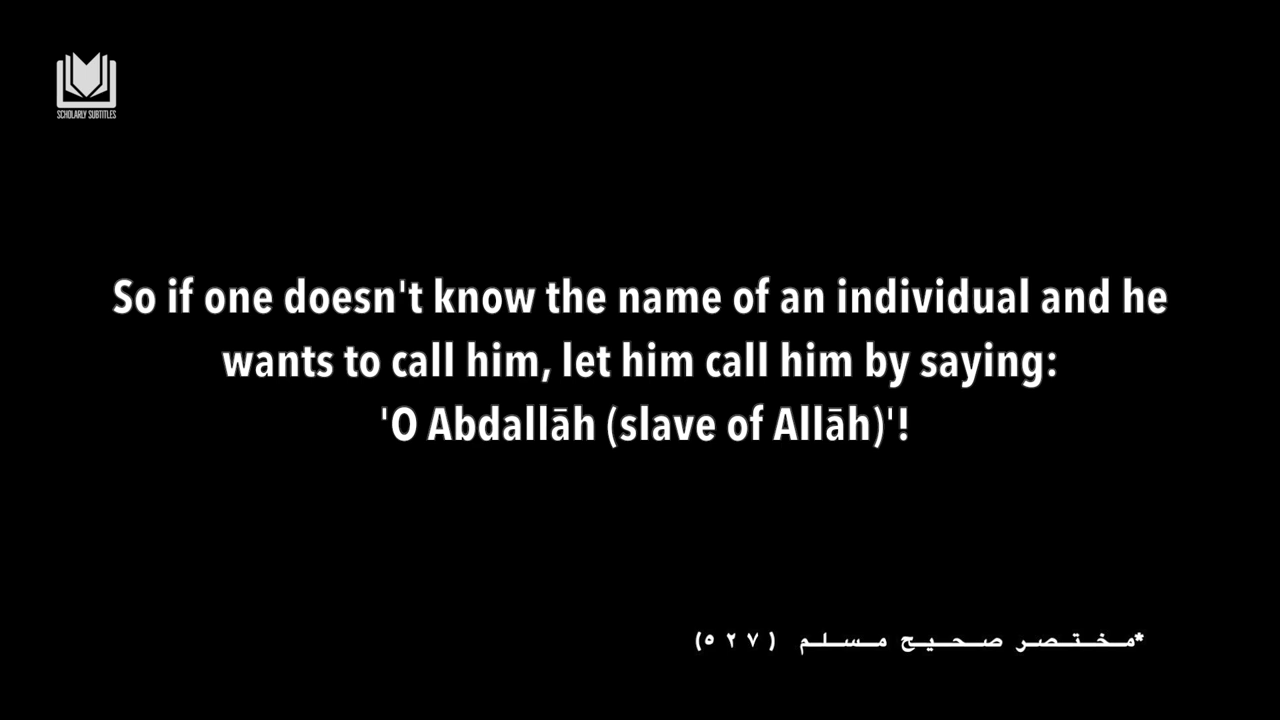 SCHOLARLY SUBTITLES
So if one doesn't know the name of an individual and he
wants to call him, let him call him by saying:
'O Abdallāh (slave of Allāh)'!
*مختصر صحيح مسلم (٥٢٧)